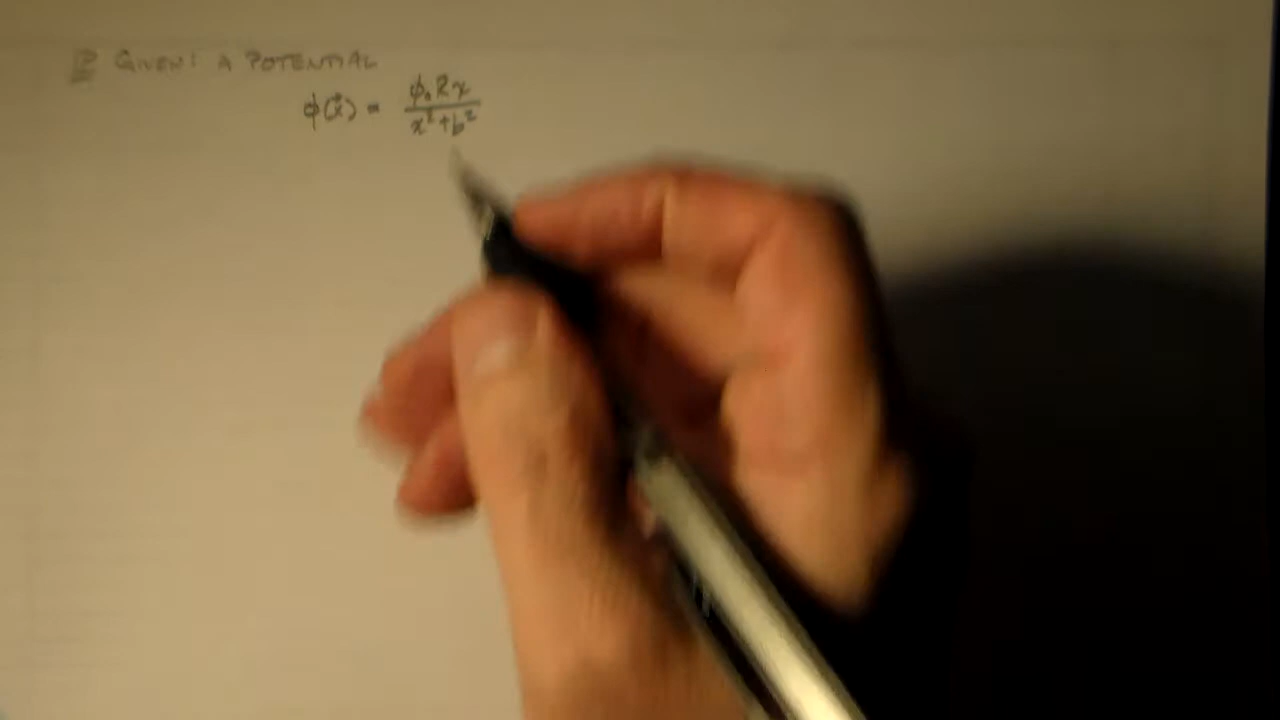 P GIVEN A POTENTIAL
φ(x⃗) = φ₀Rx / x²+b²